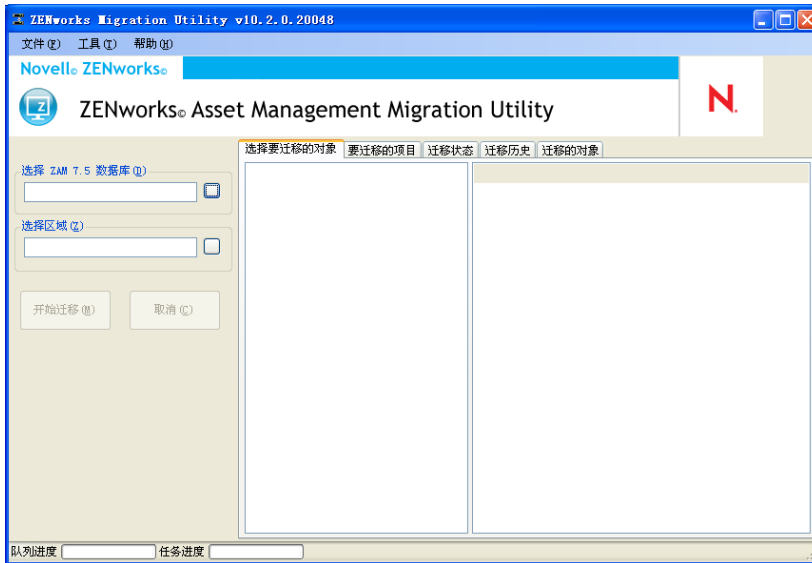 ZENworks Migration Utility v10.2.0.20048
文件(F) 工具(T) 帮助(H)
Novell© ZENworks©
Z
ZENworks© Asset Management Migration Utility
N.
选择要迁移的对象 要迁移的项目 迁移状态 迁移历史 迁移的对象
选择 ZAM 7.5 数据库(D)
选择区域(Z)
开始迁移(M) 取消(C)
队列进度 任务进度